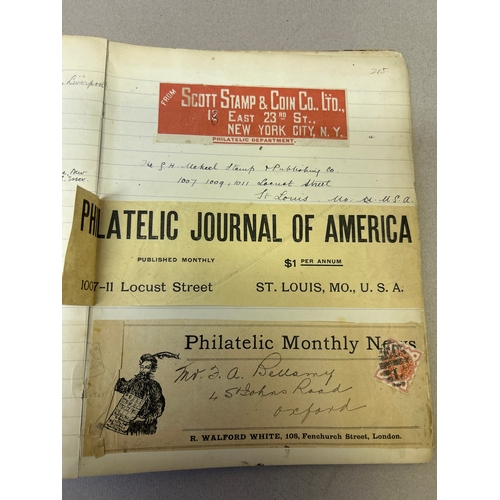 Liverpool
215
FROM SCOTT STAMP & COIN CO., LTD.,
EAST 23RD ST.,
NEW YORK CITY, N. Y.
PHILATELIC DEPARTMENT.
The Stamp & Publishing Co.
1007 1009, 1011 Locust Street
St Louis Mo. U.S.A
PHILATELIC JOURNAL OF AMERICA
PUBLISHED MONTHLY $1 PER ANNUM
1007-11 Locust Street ST. LOUIS, MO., U. S. A.
Philatelic Monthly News
Mr. F. A. Bellamy
4 St Johns Road
Oxford
R. WALFORD WHITE, 108, Fenchurch Street, London.